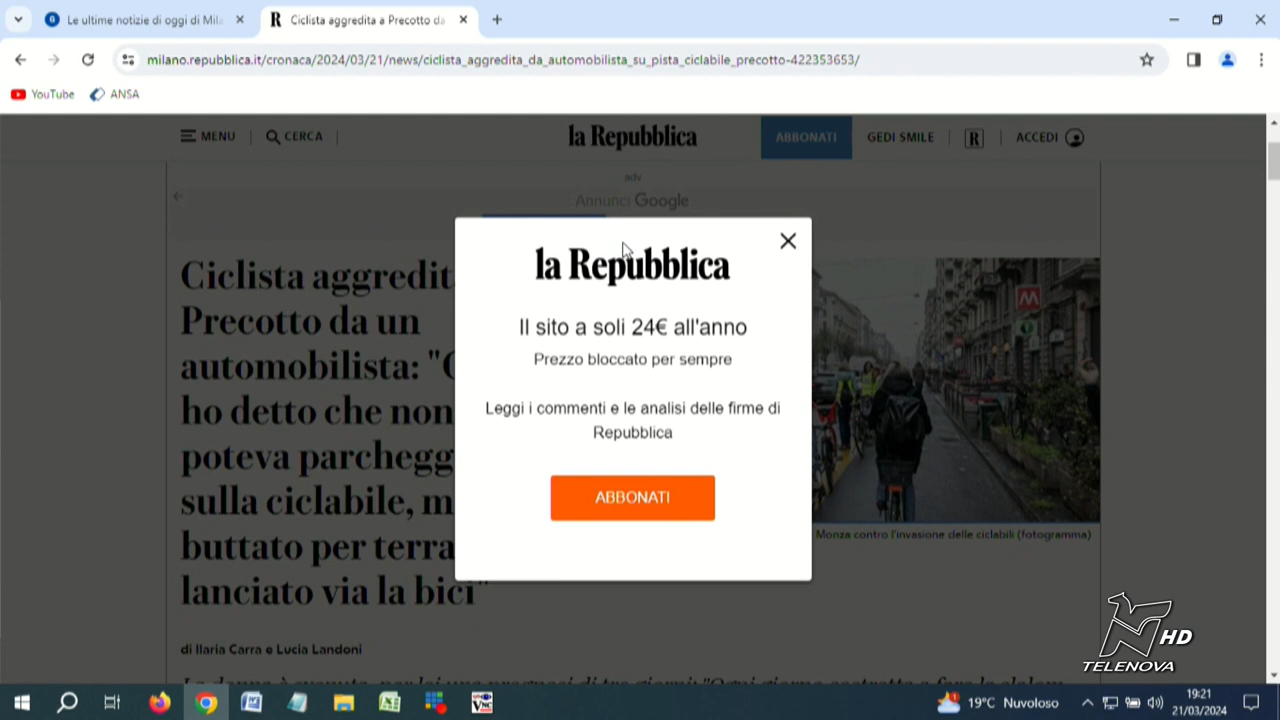 Le ultime notizie di oggi di Mil
Ciclista aggredita a Precotto da
milano.repubblica.it/cronaca/2024/03/21/news/ciclista_aggredita_da_automobilista_su_pista_ciclabile_precotto-422353653/
YouTube ANSA
MENU CERCA la Repubblica ABBONATI GEDI SMILE R ACCEDI
adv
Annunci Google
la Repubblica
Il sito a soli 24€ all'anno
Prezzo bloccato per sempre
Leggi i commenti e le analisi delle firme di
Repubblica
ABBONATI
Ciclista aggredit
Precotto da un
automobilista: "
ho detto che non
poteva parchegg
sulla ciclabile, m
buttato per terra
lanciato via la bici"
M
Monza contro l'invasione delle ciclabili (fotogramma)
di Ilaria Carra e Lucia Landoni
HD
TELENOVA
19°C Nuvoloso
19:21
21/03/2024